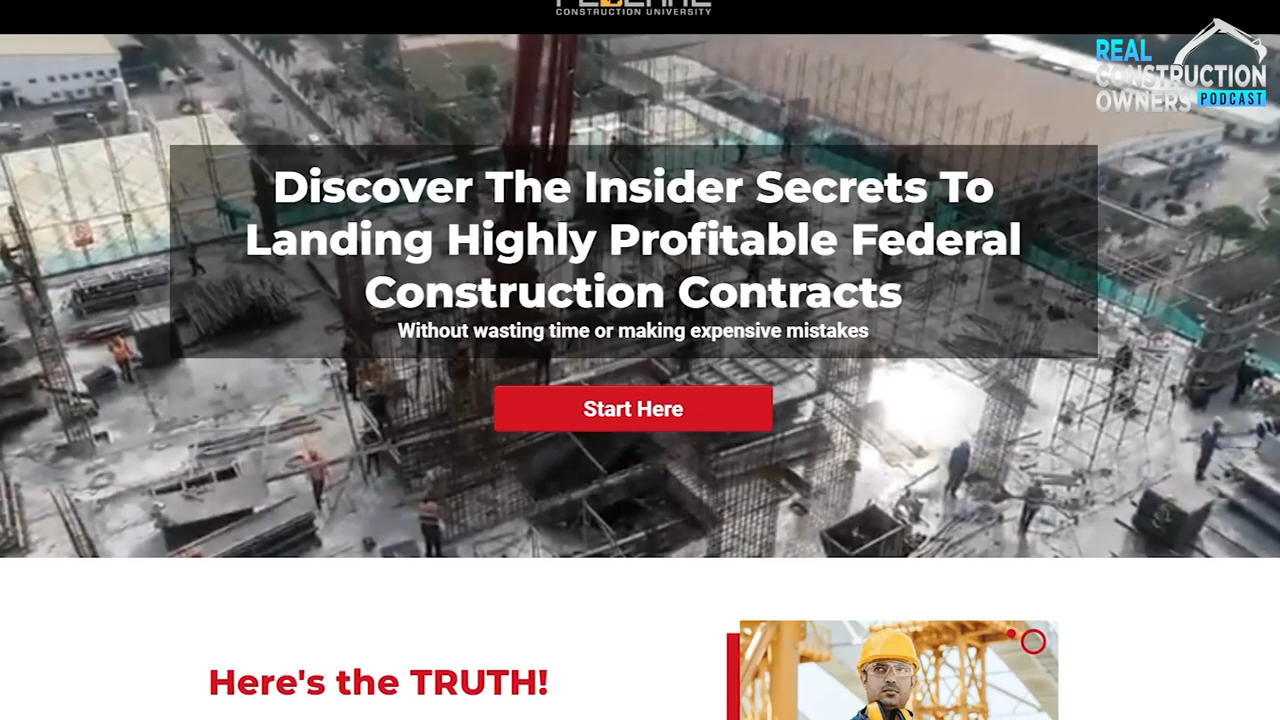 CONSTRUCTION UNIVERSITY
REAL
CONSTRUCTION
OWNERS PODCAST
Discover The Insider Secrets To
Landing Highly Profitable Federal
Construction Contracts
Without wasting time or making expensive mistakes
Start Here
Here's the TRUTH!